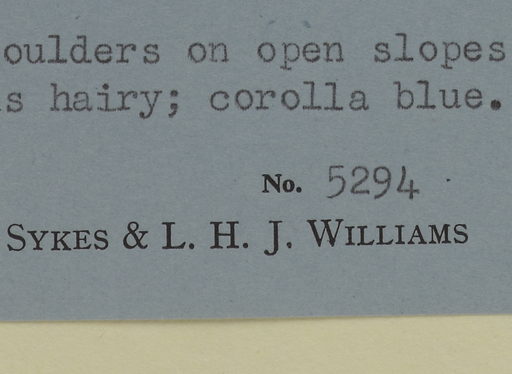 oulders on open slopes
s hairy; corolla blue.
No. 5294
SYKES & L. H. J. WILLIAMS